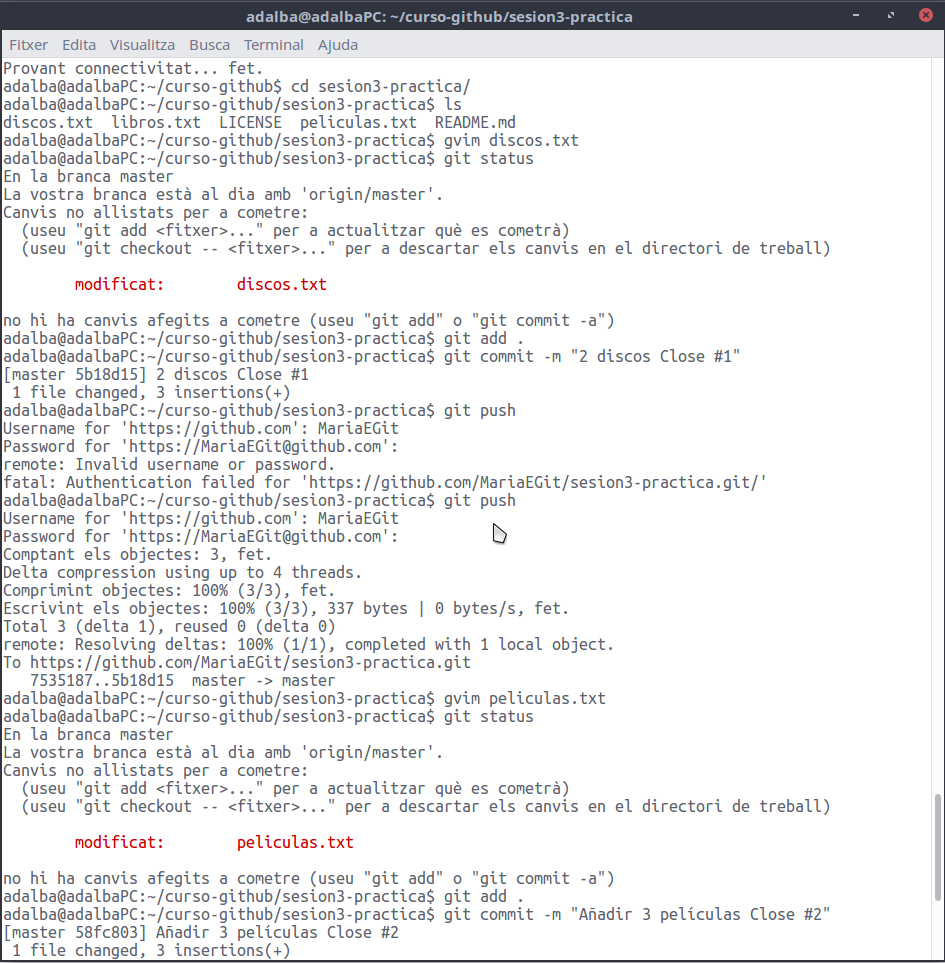 adalba@adalbaPC: ~/curso-github/sesion3-practica
Fitxer Edita Visualitza Busca Terminal Ajuda
Provant connectivitat... fet.
adalba@adalbaPC:~/curso-github$ cd sesion3-practica/
adalba@adalbaPC:~/curso-github/sesion3-practica$ ls
discos.txt  libros.txt  LICENSE  peliculas.txt  README.md
adalba@adalbaPC:~/curso-github/sesion3-practica$ gvim discos.txt
adalba@adalbaPC:~/curso-github/sesion3-practica$ git status
En la branca master
La vostra branca està al dia amb 'origin/master'.
Canvis no allistats per a cometre:
  (useu "git add <fitxer>..." per a actualitzar què es cometrà)
  (useu "git checkout -- <fitxer>..." per a descartar els canvis en el directori de treball)
        modificat:        discos.txt
no hi ha canvis afegits a cometre (useu "git add" o "git commit -a")
adalba@adalbaPC:~/curso-github/sesion3-practica$ git add .
adalba@adalbaPC:~/curso-github/sesion3-practica$ git commit -m "2 discos Close #1"
[master 5b18d15] 2 discos Close #1
 1 file changed, 3 insertions(+)
adalba@adalbaPC:~/curso-github/sesion3-practica$ git push
Username for 'https://github.com': MariaEGit
Password for 'https://MariaEGit@github.com':
remote: Invalid username or password.
fatal: Authentication failed for 'https://github.com/MariaEGit/sesion3-practica.git/'
adalba@adalbaPC:~/curso-github/sesion3-practica$ git push
Username for 'https://github.com': MariaEGit
Password for 'https://MariaEGit@github.com':
Comptant els objectes: 3, fet.
Delta compression using up to 4 threads.
Comprimint objectes: 100% (3/3), fet.
Escrivint els objectes: 100% (3/3), 337 bytes | 0 bytes/s, fet.
Total 3 (delta 1), reused 0 (delta 0)
remote: Resolving deltas: 100% (1/1), completed with 1 local object.
To https://github.com/MariaEGit/sesion3-practica.git
   7535187..5b18d15  master -> master
adalba@adalbaPC:~/curso-github/sesion3-practica$ gvim peliculas.txt
adalba@adalbaPC:~/curso-github/sesion3-practica$ git status
En la branca master
La vostra branca està al dia amb 'origin/master'.
Canvis no allistats per a cometre:
  (useu "git add <fitxer>..." per a actualitzar què es cometrà)
  (useu "git checkout -- <fitxer>..." per a descartar els canvis en el directori de treball)
        modificat:        peliculas.txt
no hi ha canvis afegits a cometre (useu "git add" o "git commit -a")
adalba@adalbaPC:~/curso-github/sesion3-practica$ git add .
adalba@adalbaPC:~/curso-github/sesion3-practica$ git commit -m "Añadir 3 películas Close #2"
[master 58fc803] Añadir 3 películas Close #2
 1 file changed, 3 insertions(+)